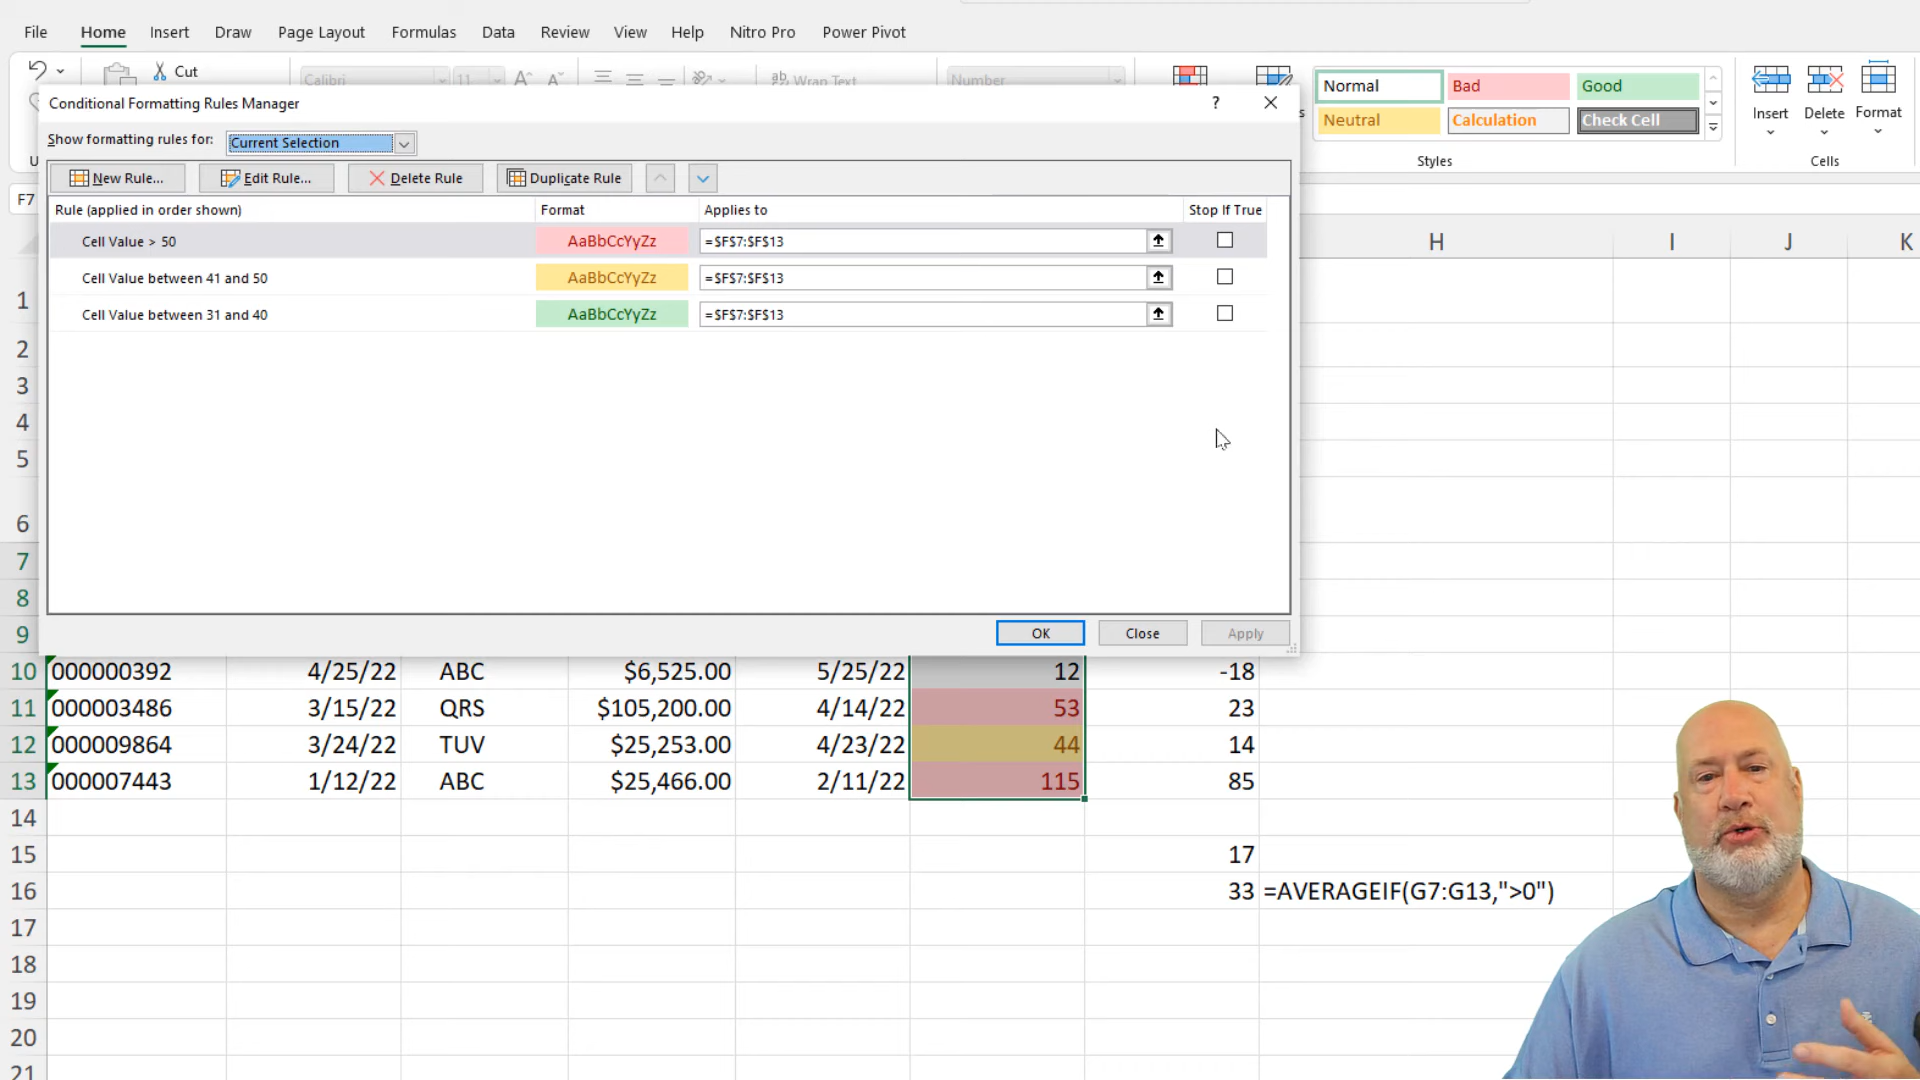 File Home Insert Draw Page Layout Formulas Data Review View Help Nitro Pro Power Pivot
Cut Calibri 11 Wrap Text Number
Normal Bad Good
Neutral Calculation Check Cell
Insert Delete Format
Styles Cells
Conditional Formatting Rules Manager ?
Show formatting rules for: Current Selection
New Rule... Edit Rule... Delete Rule Duplicate Rule
F7
Rule (applied in order shown) Format Applies to Stop If True
Cell Value > 50 AaBbCcYyZz =$F$7:$F$13
Cell Value between 41 and 50 AaBbCcYyZz =$F$7:$F$13
Cell Value between 31 and 40 AaBbCcYyZz =$F$7:$F$13
OK Close Apply
H I J K
1
2
3
4
5
6
7
8
9
10 000000392 4/25/22 ABC $6,525.00 5/25/22 12 -18
11 000003486 3/15/22 QRS $105,200.00 4/14/22 53 23
12 000009864 3/24/22 TUV $25,253.00 4/23/22 44 14
13 000007443 1/12/22 ABC $25,466.00 2/11/22 115 85
14
15 17
16 33 =AVERAGEIF(G7:G13,">0")
17
18
19
20
21